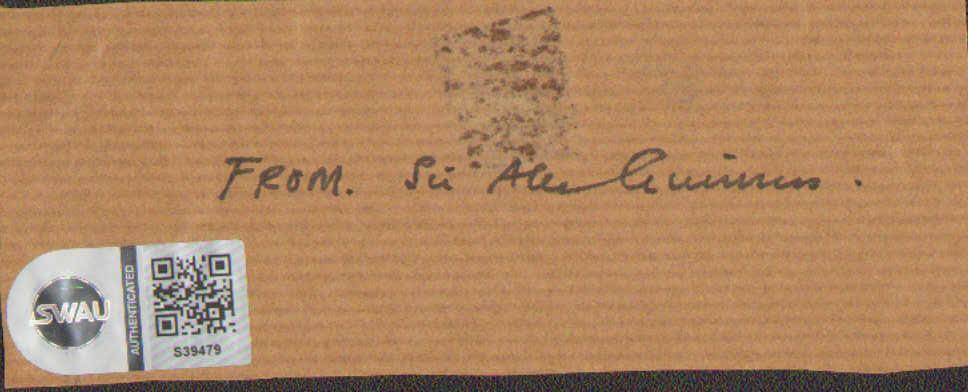 FROM. Sir Alec Guinness.
SWAU
AUTHENTICATED
S39479